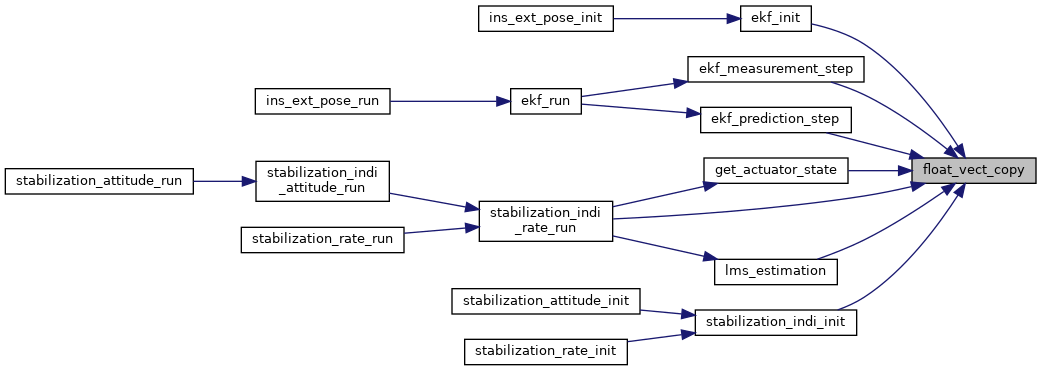 ins_ext_pose_init
ekf_init
ekf_measurement_step
ins_ext_pose_run
ekf_run
ekf_prediction_step
float_vect_copy
get_actuator_state
stabilization_attitude_run
stabilization_indi
_attitude_run
stabilization_indi
_rate_run
stabilization_rate_run
lms_estimation
stabilization_attitude_init
stabilization_indi_init
stabilization_rate_init